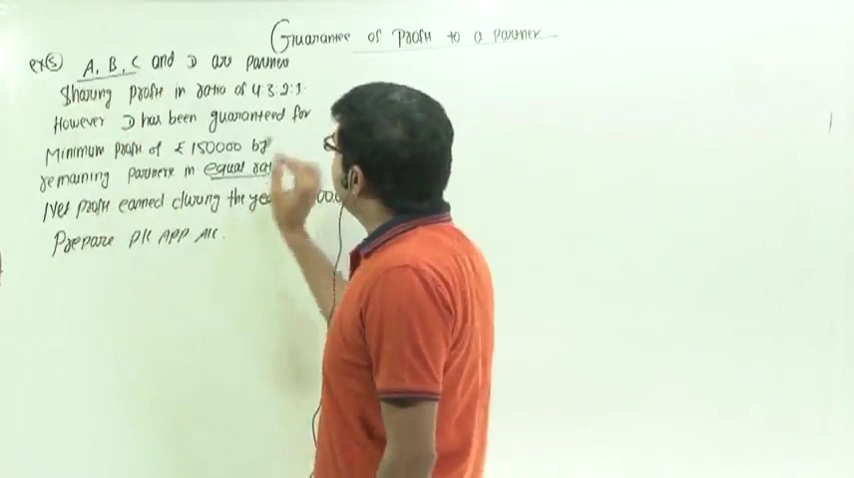 Guarantee of Profit to a Partner
ex 5 A, B, C and D are partners
Sharing profit in ratio of 4:3:2:1.
However D has been guaranteed for
Minimum profit of ₹ 150000 by
remaining partners in equal
Net profit earned during the
Prepare P/L APP A/c.